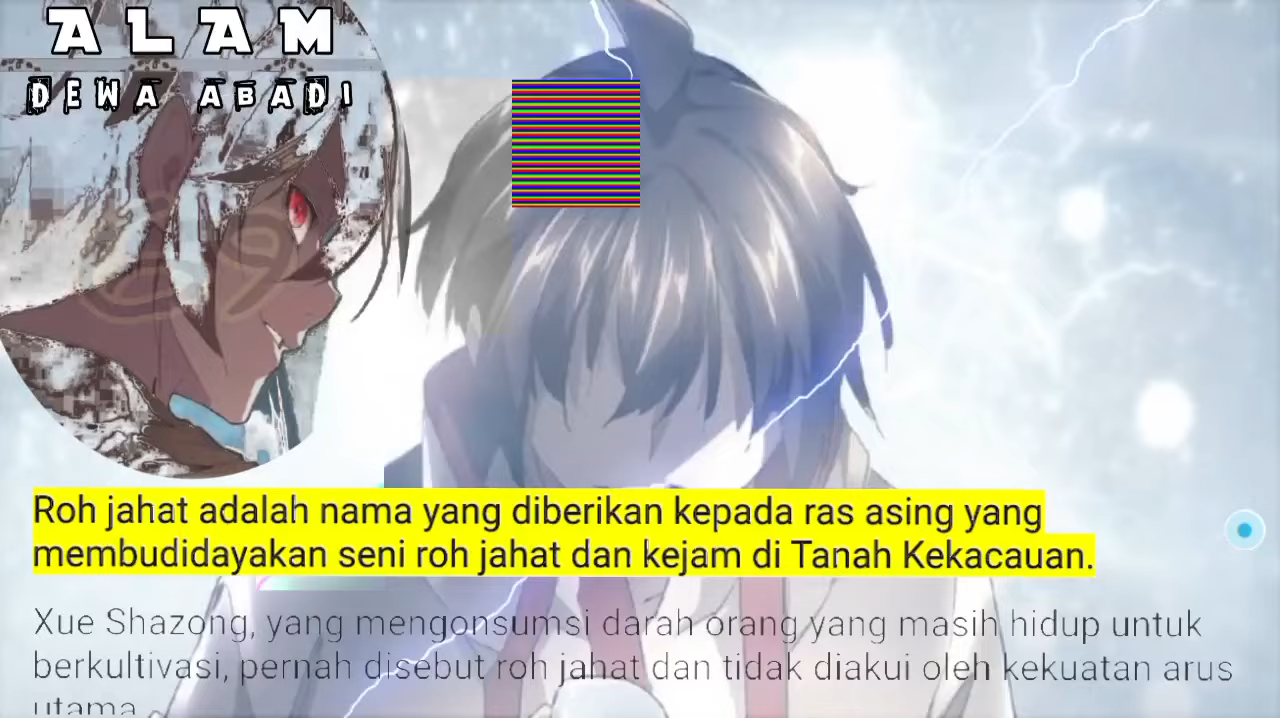 ALAM
DEWA ABADI
Roh jahat adalah nama yang diberikan kepada ras asing yang
membudidayakan seni roh jahat dan kejam di Tanah Kekacauan.
Xue Shazong, yang mengonsumsi darah orang yang masih hidup untuk
berkultivasi, pernah disebut roh jahat dan tidak diakui oleh kekuatan arus
utama.